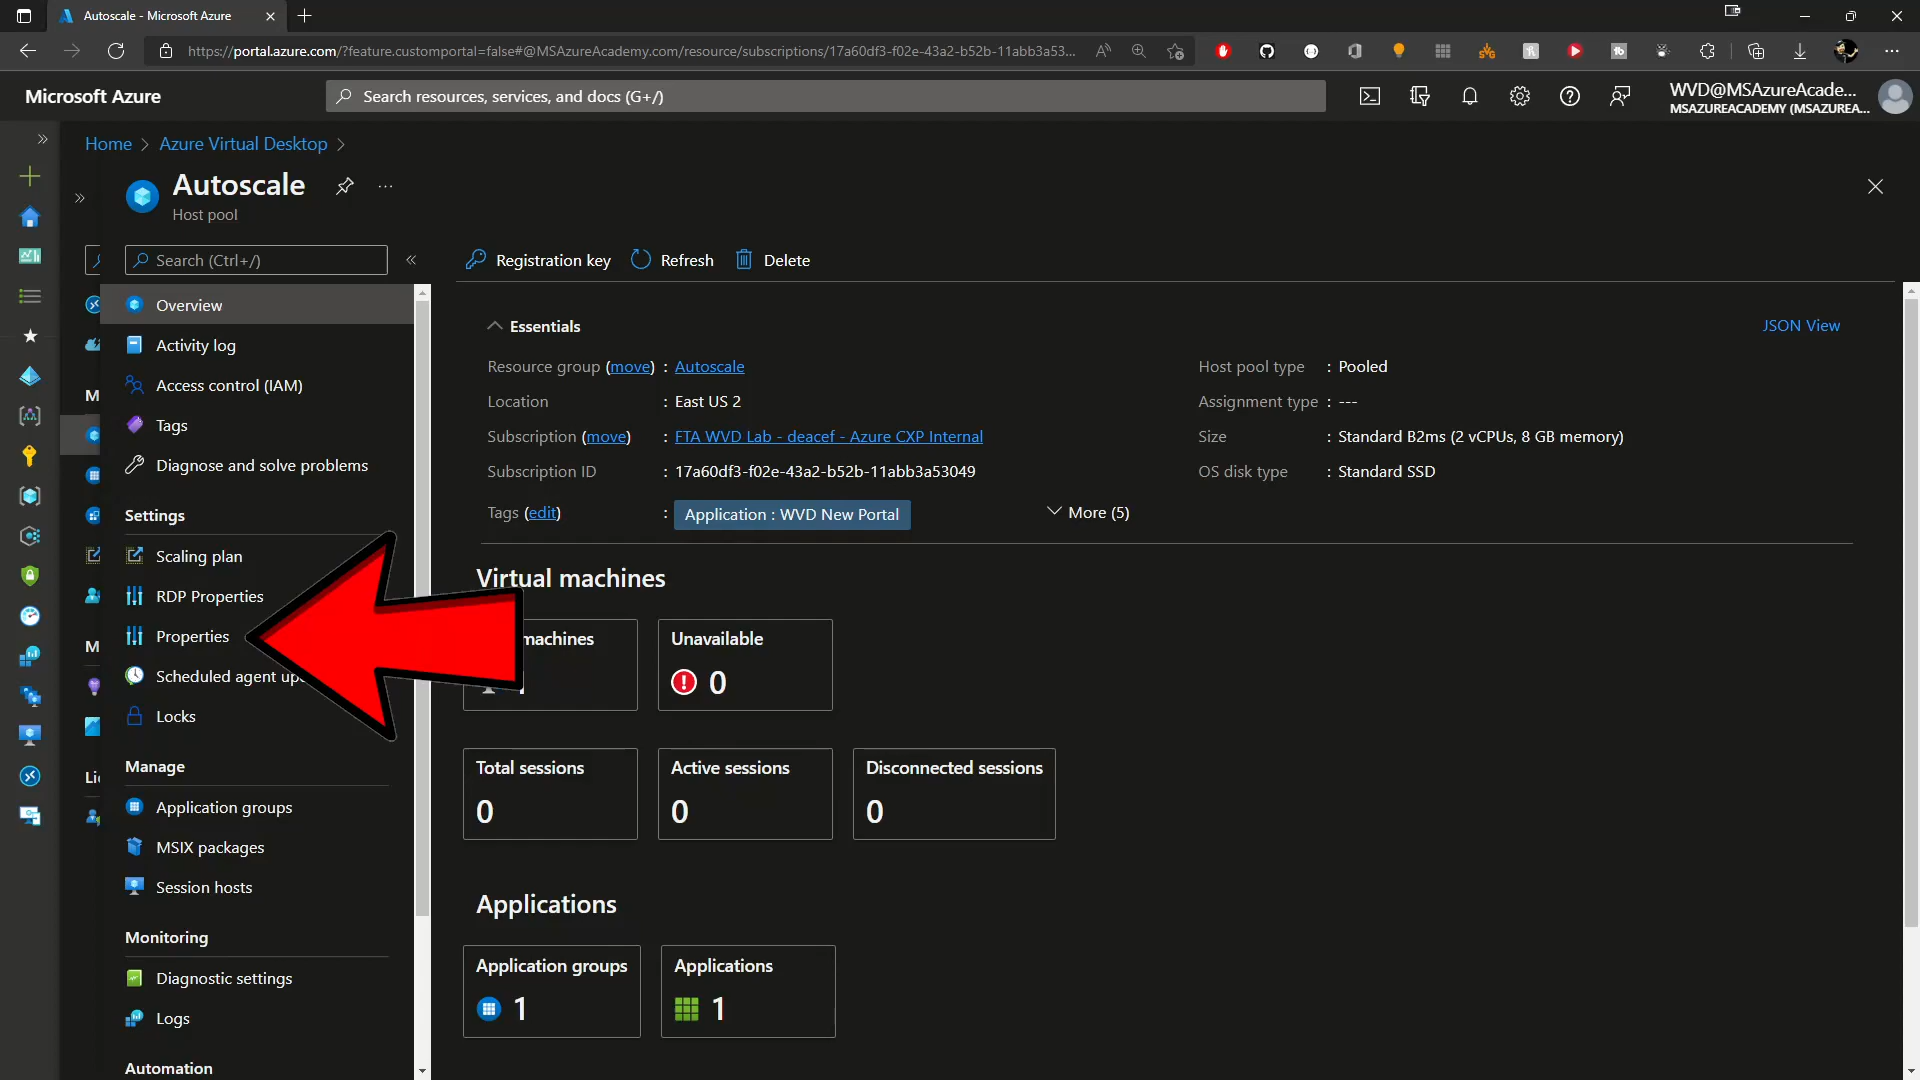 Autoscale - Microsoft Azure
https://portal.azure.com/?feature.customportal=false#@MSAzureAcademy.com/resource/subscriptions/17a60df3-f02e-43a2-b52b-11abb3a53...
Microsoft Azure
Search resources, services, and docs (G+/)
WVD@MSAzureAcade...
MSAZUREACADEMY (MSAZUREA...
Home > Azure Virtual Desktop >
Autoscale
Host pool
Search (Ctrl+/)
Registration key
Refresh
Delete
Overview
Activity log
Access control (IAM)
Tags
Diagnose and solve problems
Settings
Scaling plan
RDP Properties
Properties
Scheduled agent up
Locks
Manage
Application groups
MSIX packages
Session hosts
Monitoring
Diagnostic settings
Logs
Automation
M
M
Li
Essentials
JSON View
Resource group (move) : Autoscale
Location : East US 2
Subscription (move) : FTA WVD Lab - deacef - Azure CXP Internal
Subscription ID : 17a60df3-f02e-43a2-b52b-11abb3a53049
Tags (edit) : Application : WVD New Portal
More (5)
Host pool type : Pooled
Assignment type : ---
Size : Standard B2ms (2 vCPUs, 8 GB memory)
OS disk type : Standard SSD
Virtual machines
machines
Unavailable
0
Total sessions
0
Active sessions
0
Disconnected sessions
0
Applications
Application groups
1
Applications
1